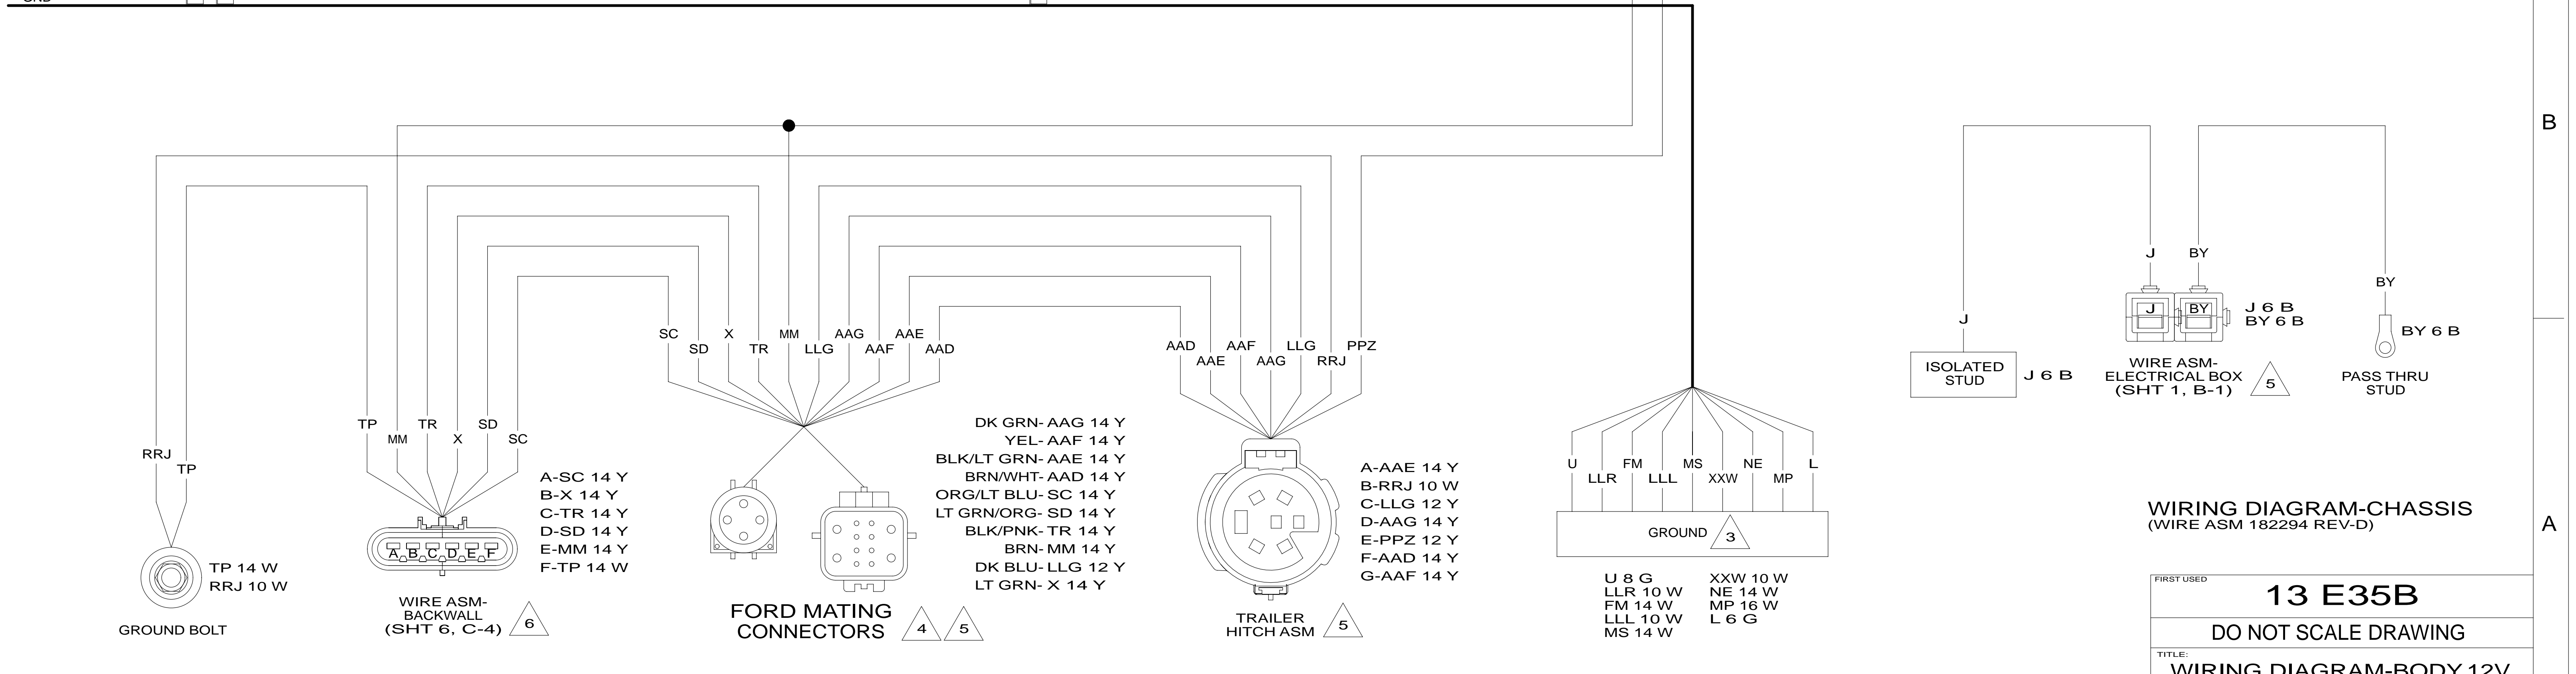 B
J
BY
BY
SC
X
MM
AAG
AAE
SD
TR
LLG
AAF
AAD
AAD
AAF
LLG
PPZ
AAE
AAG
RRJ
J
J
BY
J 6 B
BY 6 B
BY 6 B
ISOLATED
STUD
J 6 B
WIRE ASM-
ELECTRICAL BOX
(SHT 1, B-1)
5
PASS THRU
STUD
TP
TR
SD
MM
X
SC
RRJ
TP
TP 14 W
RRJ 10 W
GROUND BOLT
A B C D E F
A-SC 14 Y
B-X 14 Y
C-TR 14 Y
D-SD 14 Y
E-MM 14 Y
F-TP 14 W
WIRE ASM-
BACKWALL
(SHT 6, C-4)
6
DK GRN- AAG 14 Y
YEL- AAF 14 Y
BLK/LT GRN- AAE 14 Y
BRN/WHT- AAD 14 Y
ORG/LT BLU- SC 14 Y
LT GRN/ORG- SD 14 Y
BLK/PNK- TR 14 Y
BRN- MM 14 Y
DK BLU- LLG 12 Y
LT GRN- X 14 Y
FORD MATING
CONNECTORS
4
5
A-AAE 14 Y
B-RRJ 10 W
C-LLG 12 Y
D-AAG 14 Y
E-PPZ 12 Y
F-AAD 14 Y
G-AAF 14 Y
TRAILER
HITCH ASM
5
U
FM
MS
NE
L
LLR
LLL
XXW
MP
GROUND
3
U 8 G
LLR 10 W
FM 14 W
LLL 10 W
MS 14 W
XXW 10 W
NE 14 W
MP 16 W
L 6 G
WIRING DIAGRAM-CHASSIS
(WIRE ASM 182294 REV-D)
A
FIRST USED
13 E35B
DO NOT SCALE DRAWING
TITLE:
WIRING DIAGRAM-BODY 12V